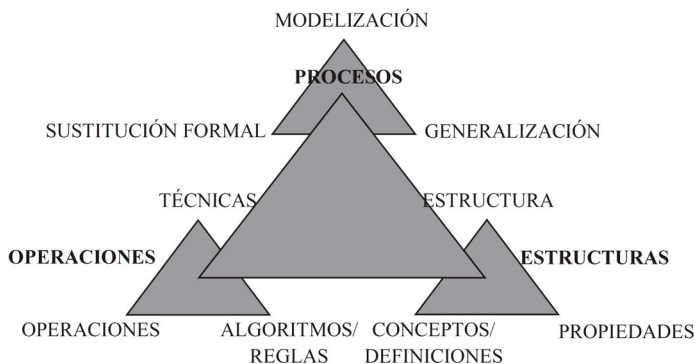 MODELIZACIÓN
PROCESOS
SUSTITUCIÓN FORMAL
GENERALIZACIÓN
TÉCNICAS
ESTRUCTURA
OPERACIONES
ESTRUCTURAS
OPERACIONES
ALGORITMOS/
REGLAS
CONCEPTOS/
DEFINICIONES
PROPIEDADES